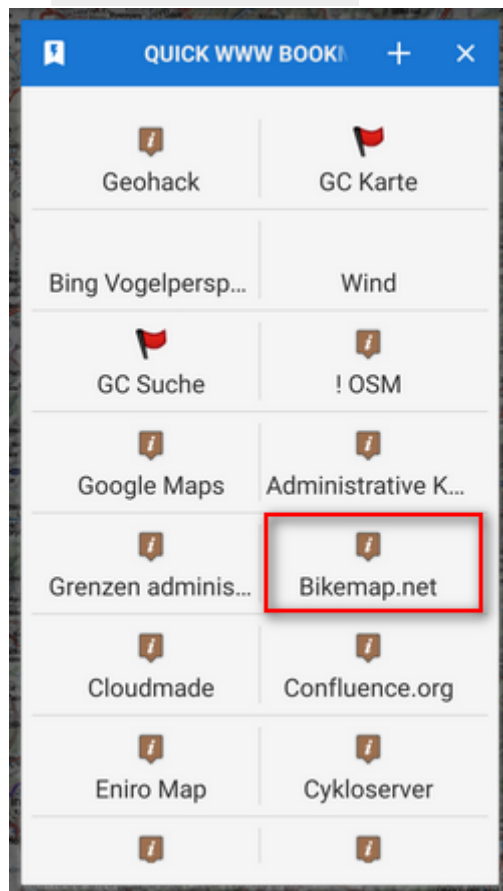 QUICK WWW BOOK
Geohack
GC Karte
Bing Vogelpersp...
Wind
GC Suche
! OSM
Google Maps
Administrative K...
Grenzen adminis...
Bikemap.net
Cloudmade
Confluence.org
Eniro Map
Cykloserver